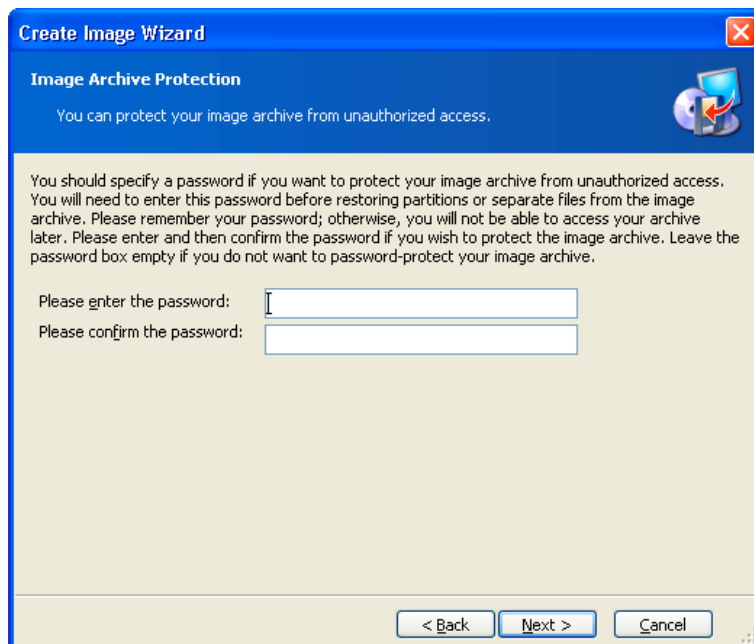 Create Image Wizard
Image Archive Protection
You can protect your image archive from unauthorized access.
You should specify a password if you want to protect your image archive from unauthorized access.
You will need to enter this password before restoring partitions or separate files from the image
archive. Please remember your password; otherwise, you will not be able to access your archive
later. Please enter and then confirm the password if you wish to protect the image archive. Leave the
password box empty if you do not want to password-protect your image archive.
Please enter the password:
Please confirm the password:
< Back Next > Cancel